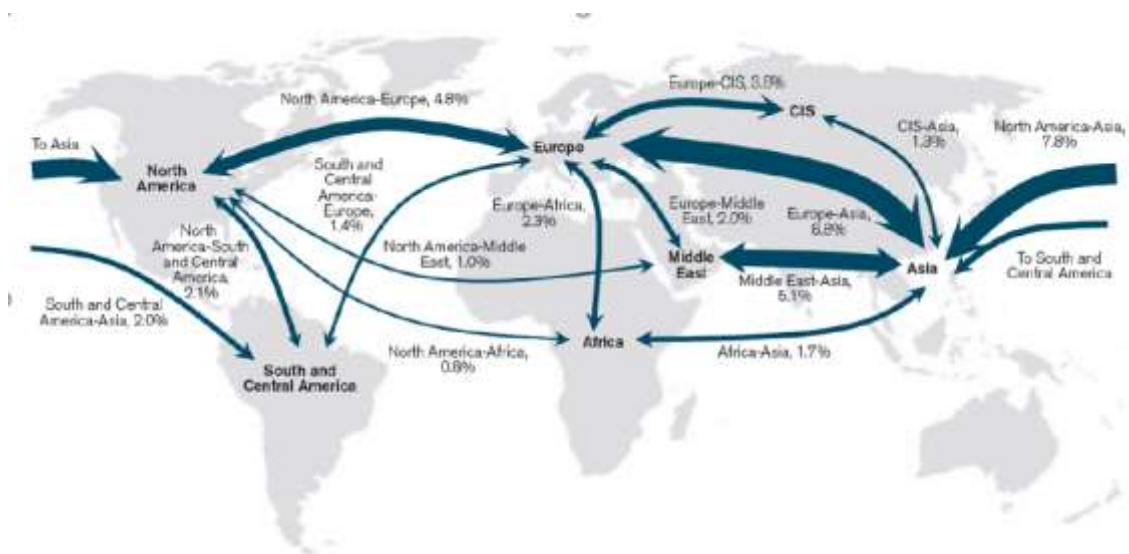 To Asia
North America-Europe, 4.8%
Europe-CIS,
CIS
CIS-Asia,
1.3%
North America-Asia,
7.8%
North
America
Europe
South and
Central
America-
Europe,
1.4%
Europe-Africa,
2.3%
Europe-Middle
East, 2.0%
Europe-Asia,
North
America-South
and Central
America,
2.1%
North America-Middle
East, 1.0%
Middle
East
Middle East-Asia,
5.1%
Asia
To South and
Central America
South and Central
America-Asia, 2.0%
South and
Central America
North America-Africa,
0.8%
Africa
Africa-Asia, 1.7%